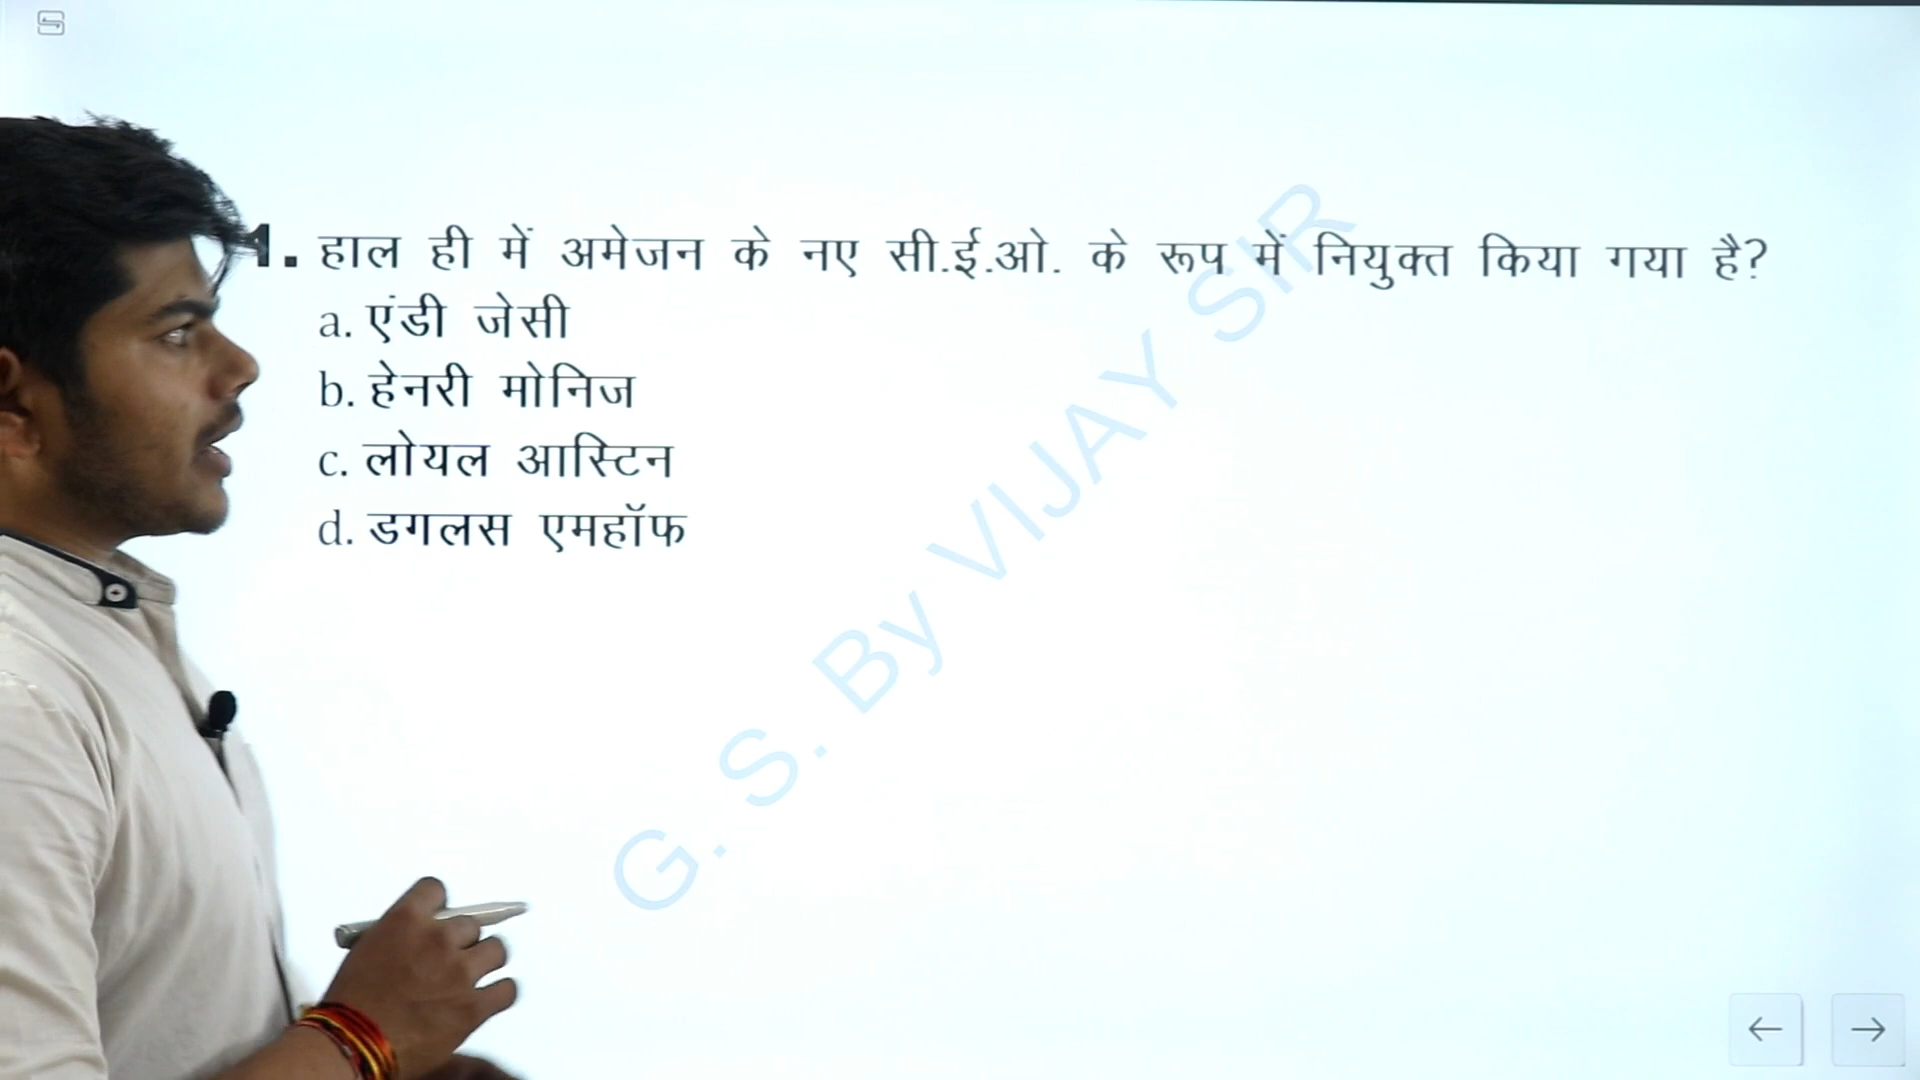 1. हाल ही में अमेजन के नए सी.ई.ओ. के रूप में नियुक्त किया गया है?
a. एंडी जेसी
b. हेनरी मोनिज
c. लोयल आस्टिन
d. डगलस एमहॉफ
G. S. By VIJAY SIR